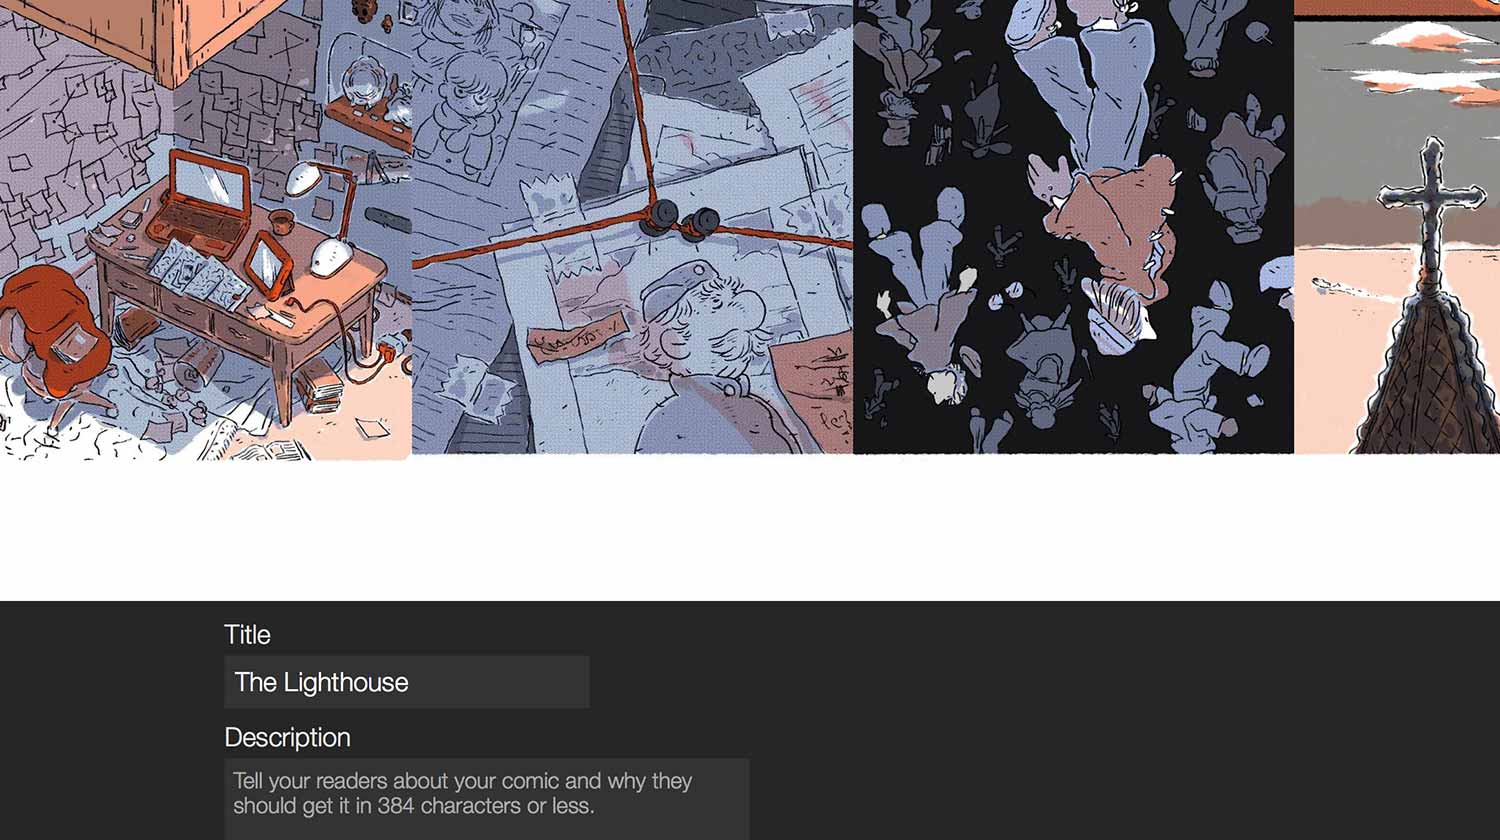 Title
The Lighthouse
Description
Tell your readers about your comic and why they
should get it in 384 characters or less.